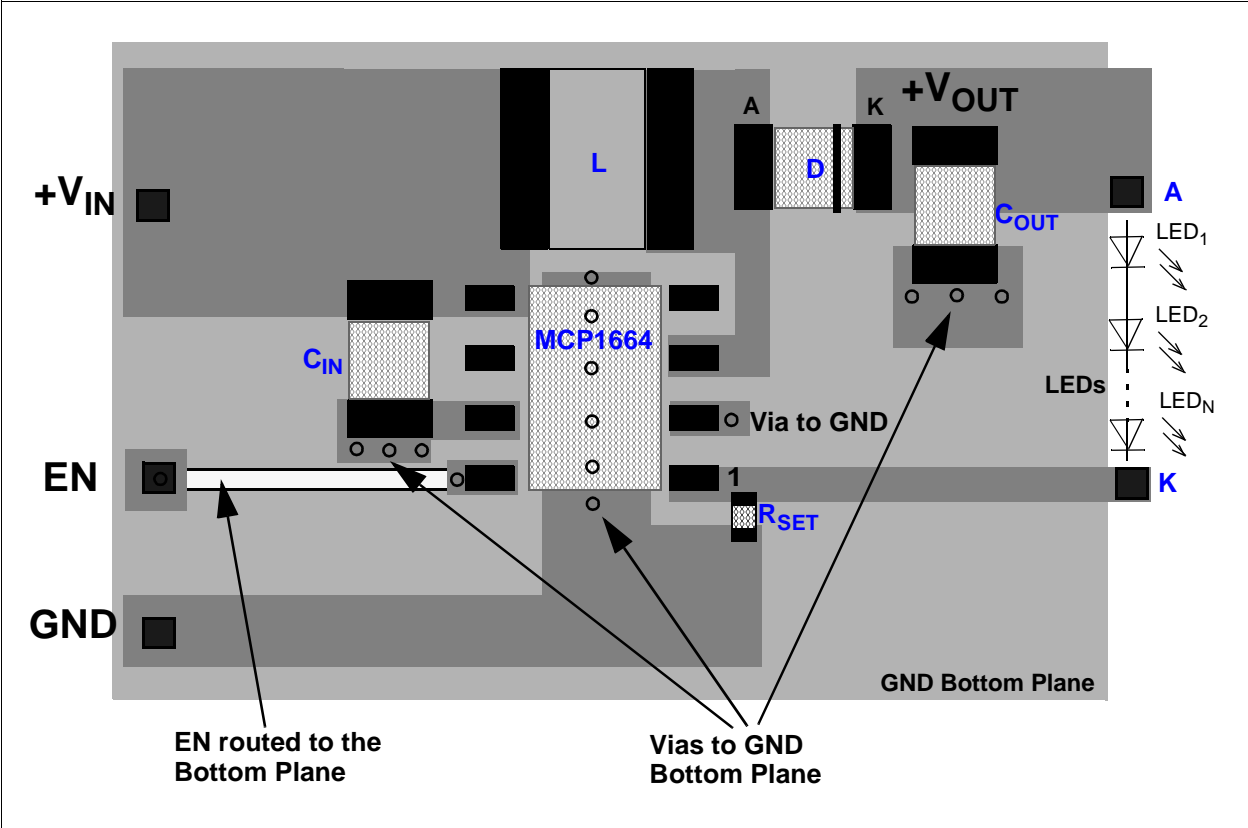 +VOUT
A
K
L
D
+VIN
A
COUT
LED1
MCP1664
CIN
LED2
LEDs
LEDN
Via to GND
EN
1
K
RSET
GND
GND Bottom Plane
EN routed to the
Bottom Plane
Vias to GND
Bottom Plane